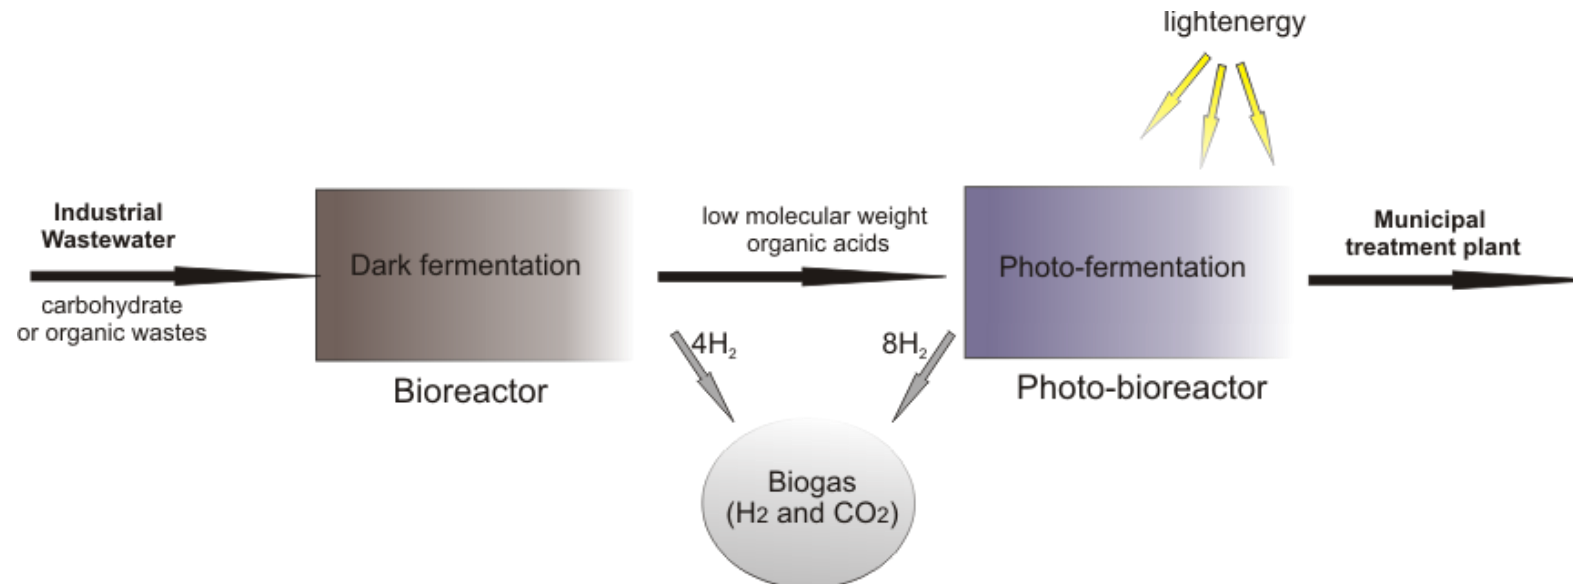 lightenergy
Industrial
Wastewater
carbohydrate
or organic wastes
Dark fermentation
Bioreactor
low molecular weight
organic acids
4H₂
8H₂
Photo-fermentation
Photo-bioreactor
Municipal
treatment plant
Biogas
(H2 and CO2)